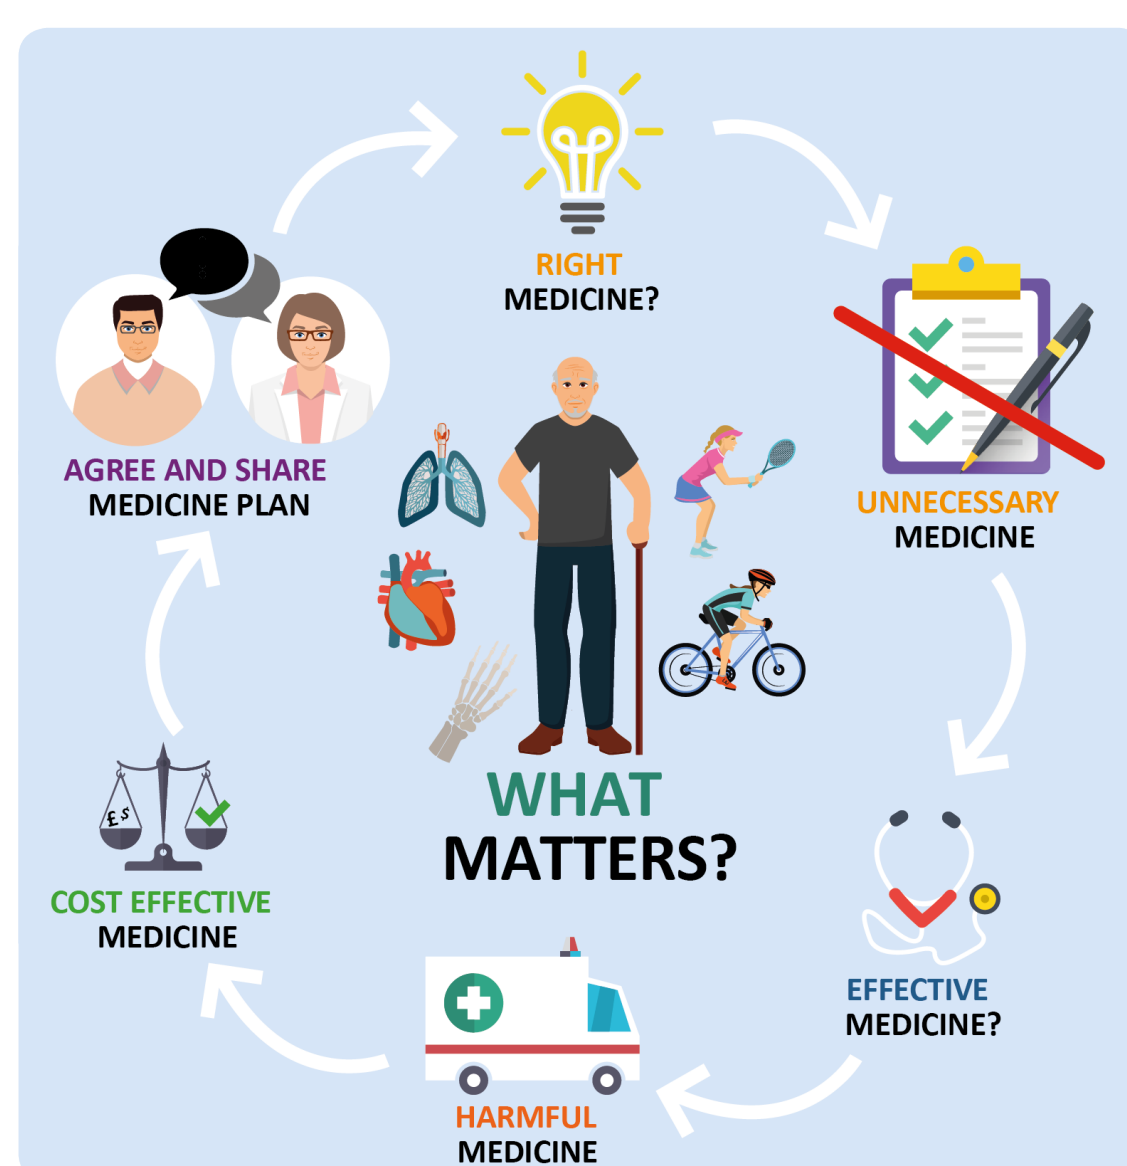 RIGHT
MEDICINE?
UNNECESSARY
MEDICINE
EFFECTIVE
MEDICINE?
HARMFUL
MEDICINE
£$
COST EFFECTIVE
MEDICINE
AGREE AND SHARE
MEDICINE PLAN
WHAT
MATTERS?